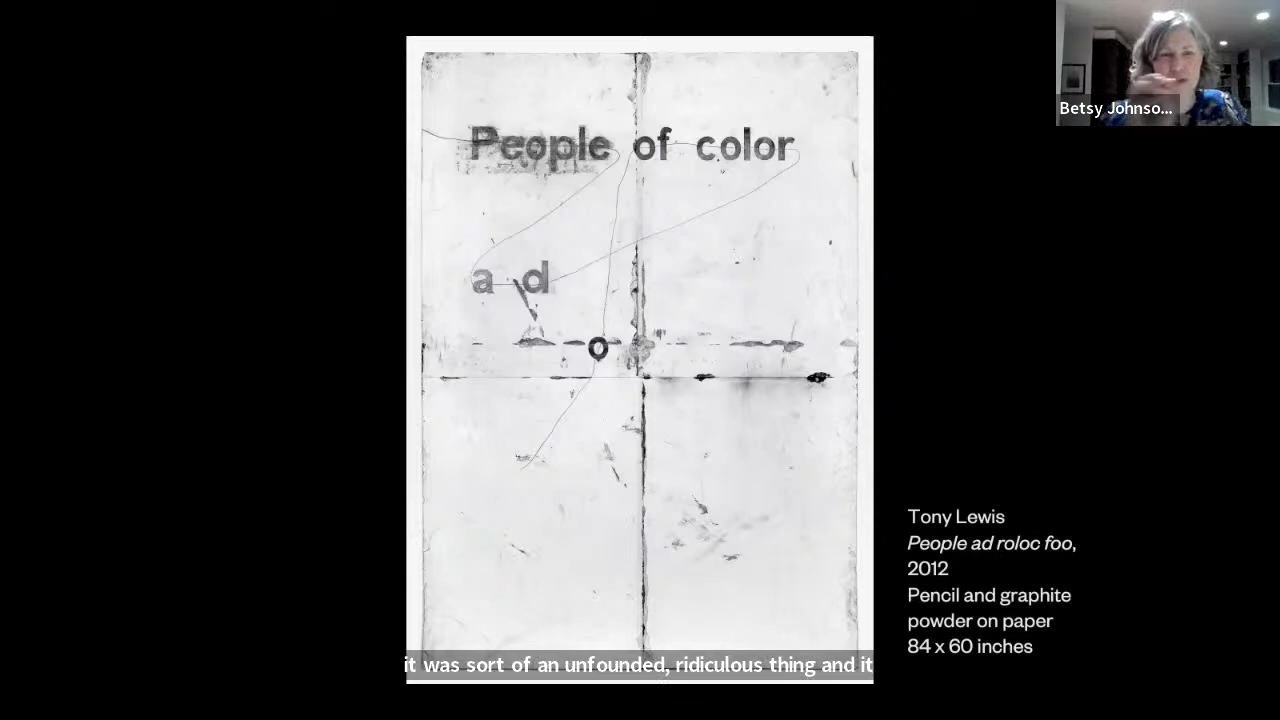 People of color
a d
o
Betsy Johnso...
Tony Lewis
People ad roloc foo,
2012
Pencil and graphite
powder on paper
84 x 60 inches
it was sort of an unfounded, ridiculous thing and it